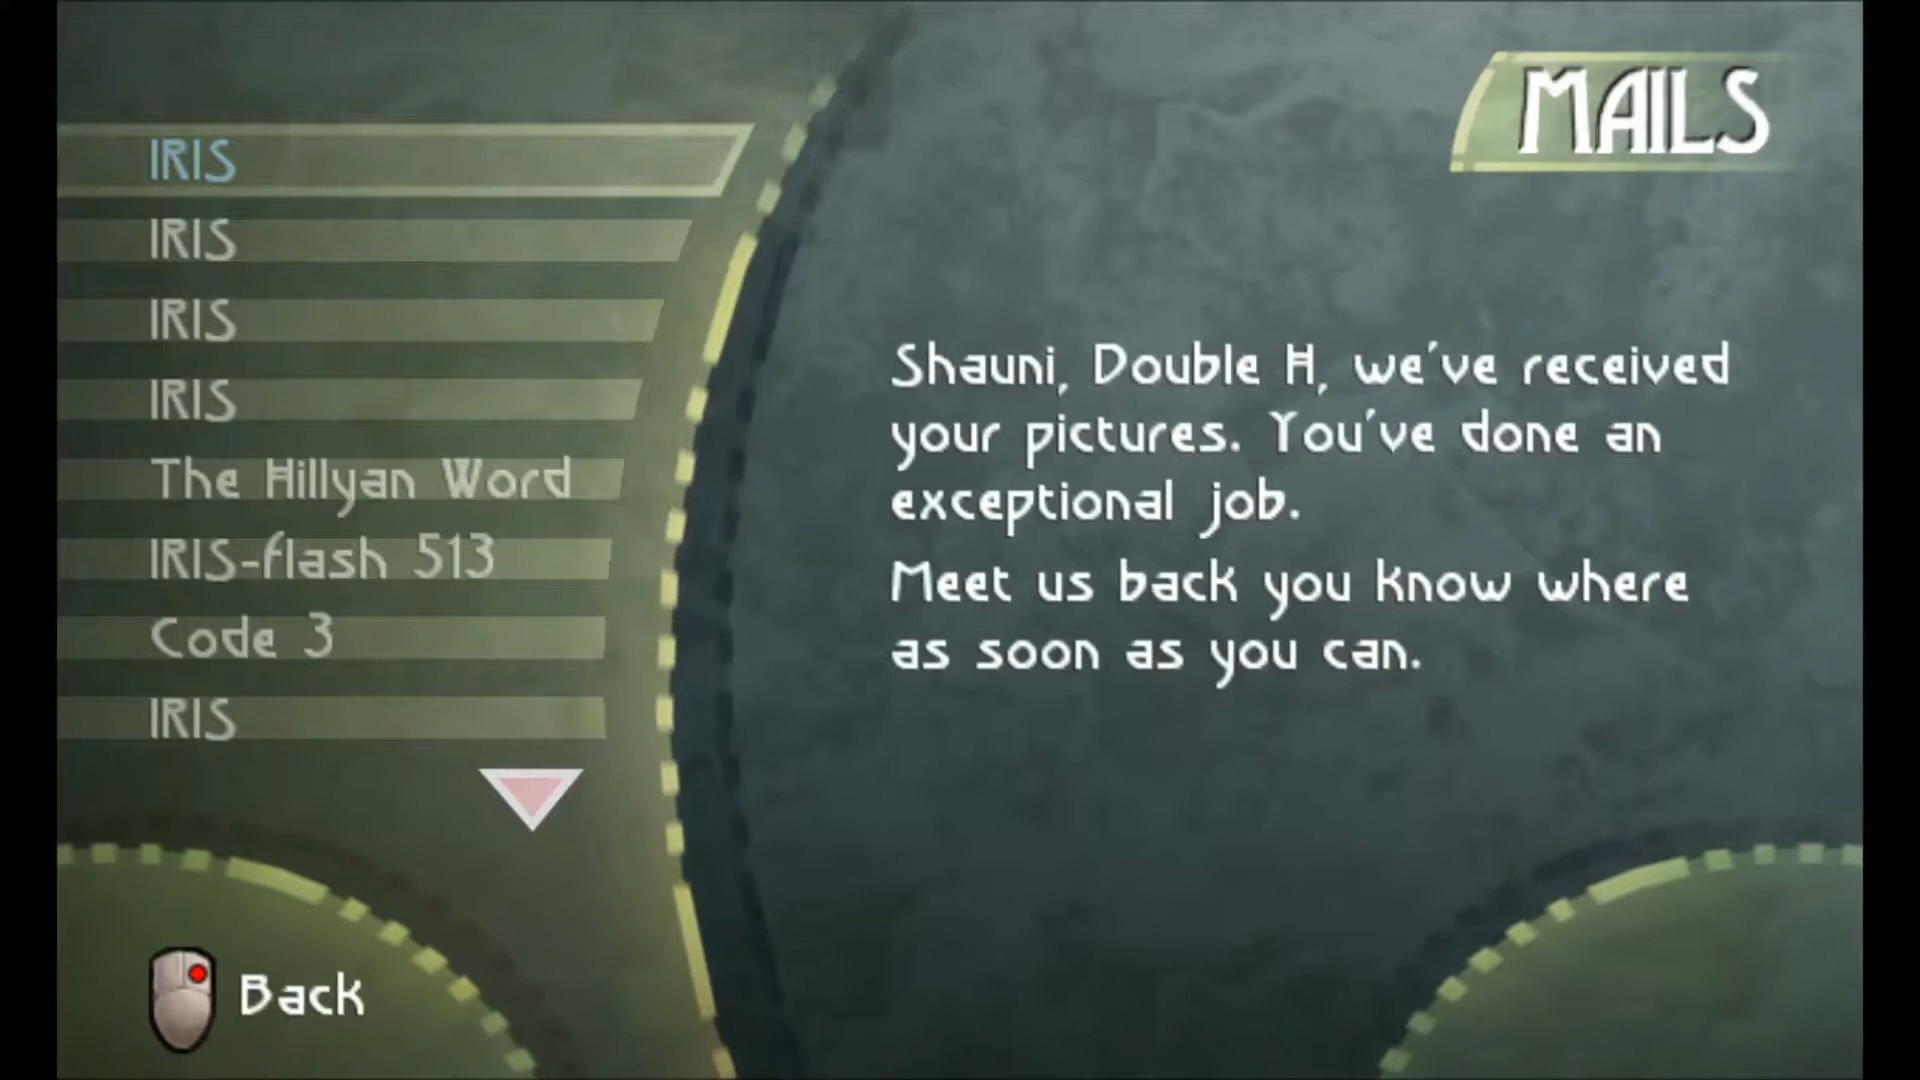 MAILS
IRIS
IRIS
IRIS
IRIS
The Hillyan Word
IRIS-flash 513
Code 3
IRIS
Shauni, Double H, we've received
your pictures. You've done an
exceptional job.
Meet us back you know where
as soon as you can.
Back